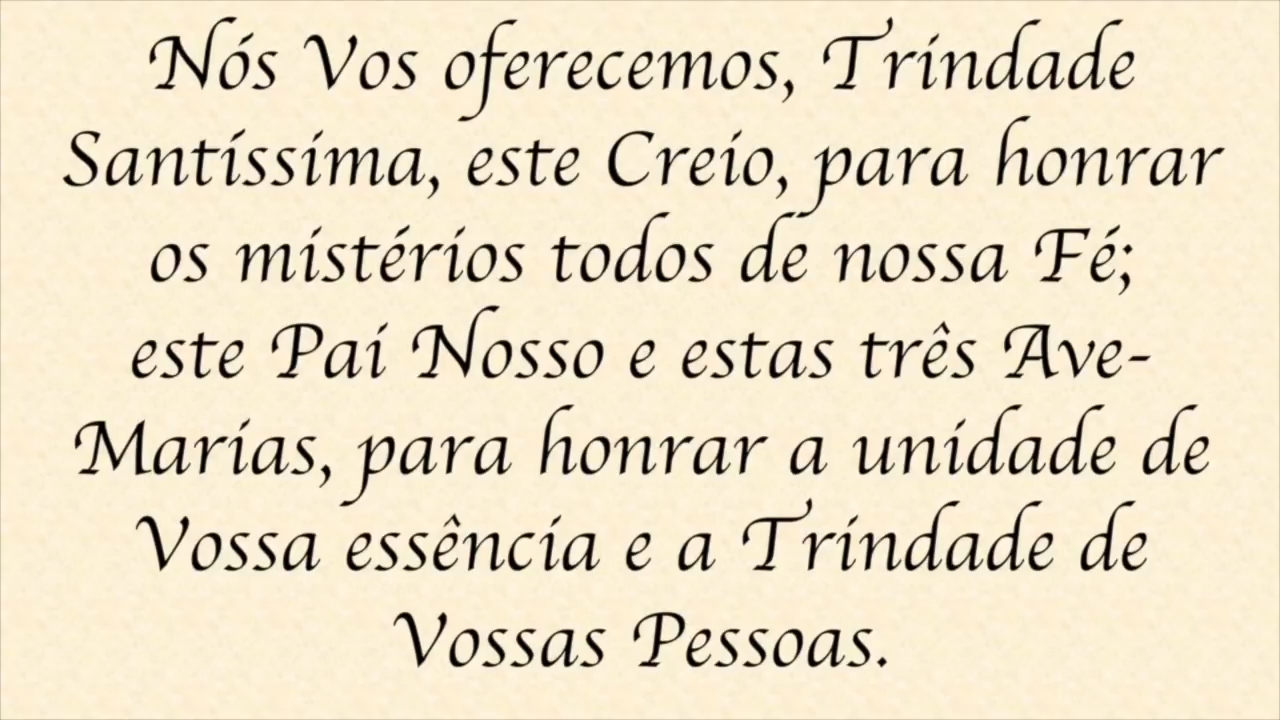 Nós Vos oferecemos, Trindade
Santíssima, este Creio, para honrar
os mistérios todos de nossa Fé;
este Pai Nosso e estas três Ave-
Marias, para honrar a unidade de
Vossa essência e a Trindade de
Vossas Pessoas.